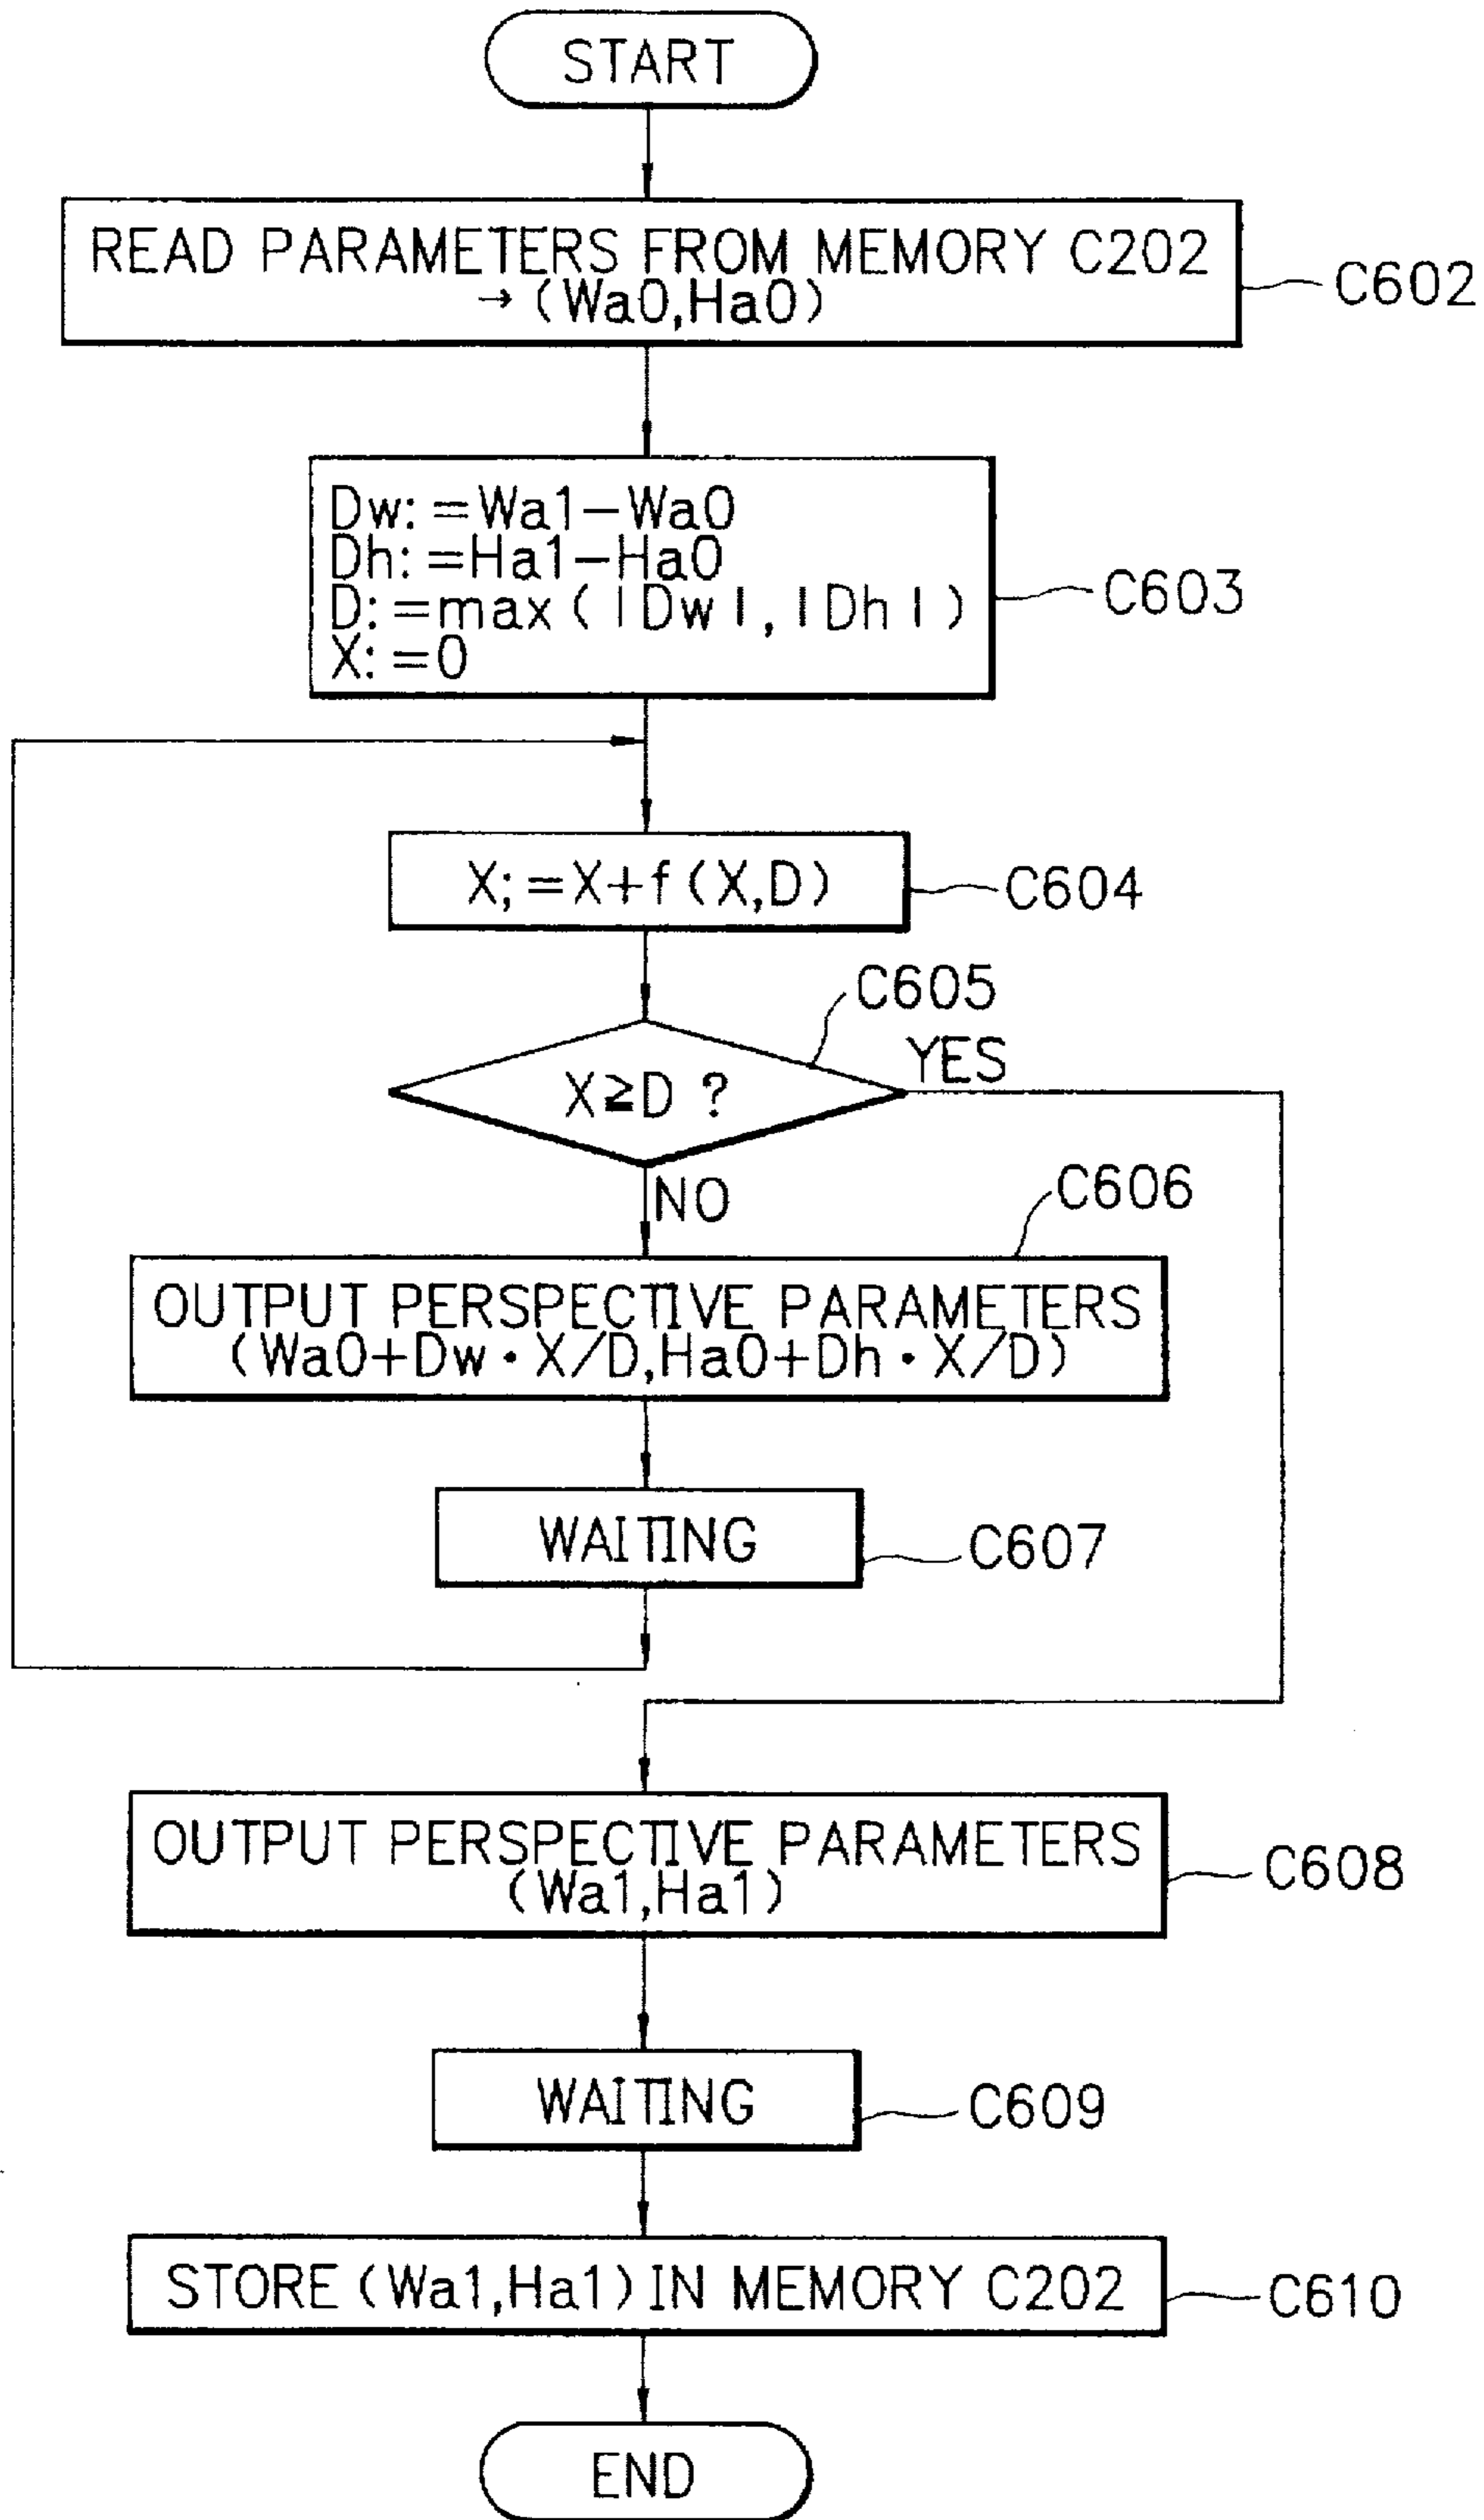 START
READ PARAMETERS FROM MEMORY C202
→(Wa0,Ha0)
C602
Dw:=Wa1-Wa0
Dh:=Ha1-Ha0
D:=max(|Dw|,|Dh|)
X:=0
C603
X;=X+f(X,D)
C604
C605
YES
X≧D ?
NO
C606
OUTPUT PERSPECTIVE PARAMETERS
(Wa0+Dw・X/D,Ha0+Dh・X/D)
WAITING
C607
OUTPUT PERSPECTIVE PARAMETERS
(Wa1,Ha1)
C608
WAITING
C609
STORE (Wa1,Ha1) IN MEMORY C202
C610
END